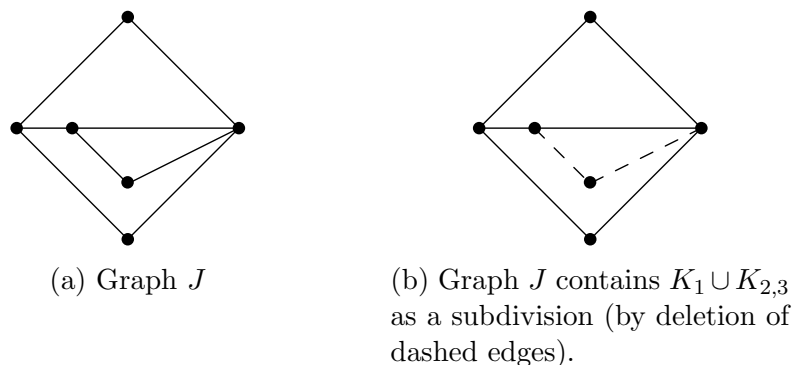 (a) Graph J
(b) Graph J contains K₁ ∪ K₂,₃
as a subdivision (by deletion of
dashed edges).